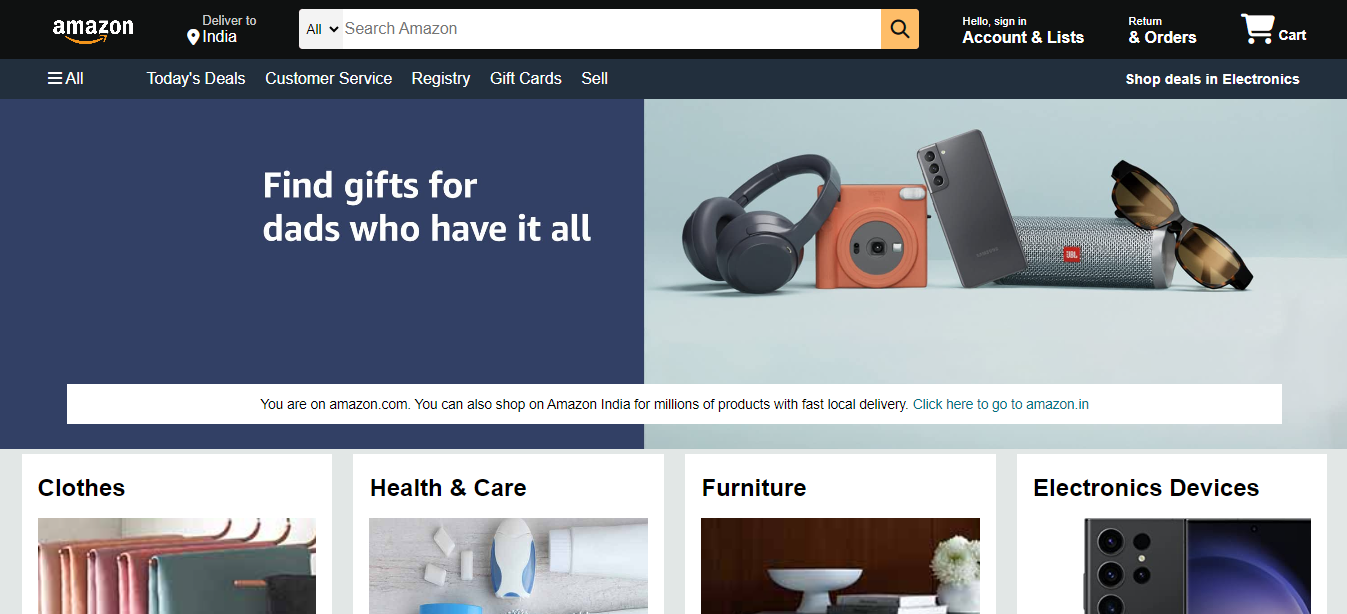 amazon
Deliver to
India
All
Search Amazon
Hello, sign in
Account & Lists
Return
& Orders
Cart
All
Today's Deals
Customer Service
Registry
Gift Cards
Sell
Shop deals in Electronics
Find gifts for
dads who have it all
JBL
You are on amazon.com. You can also shop on Amazon India for millions of products with fast local delivery. Click here to go to amazon.in
Clothes
Health & Care
Furniture
Electronics Devices